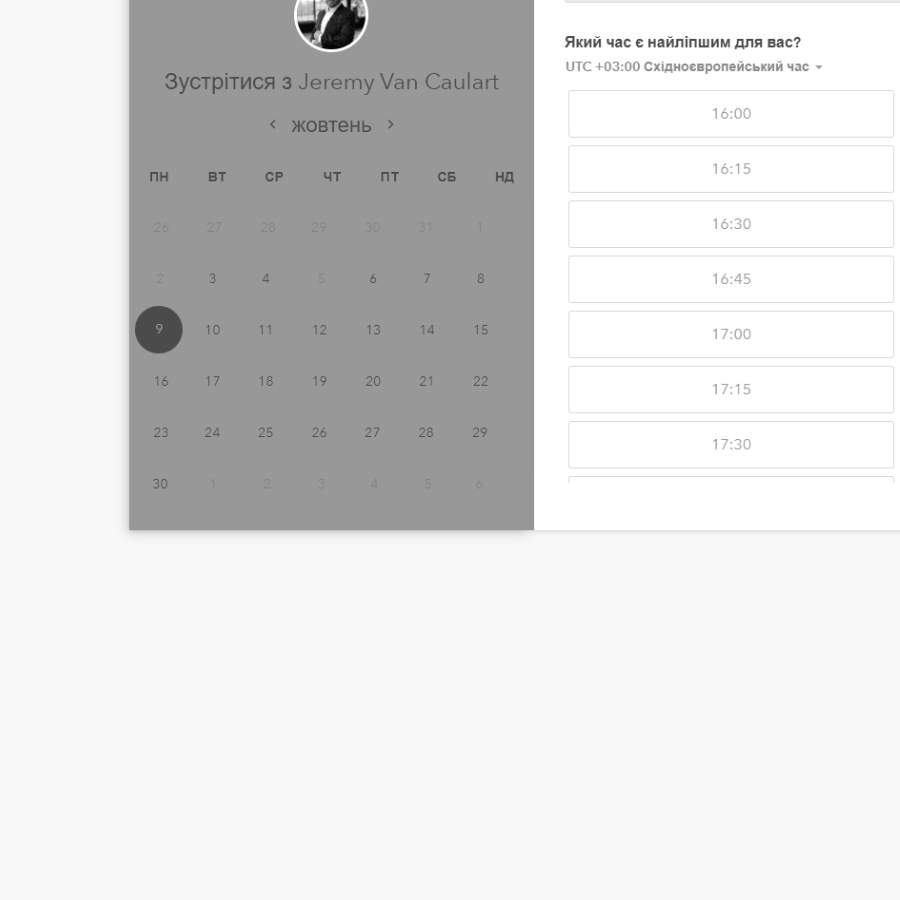 Зустрітися з Jeremy Van Caulart
жовтень
ПН ВТ СР ЧТ ПТ СБ НД
26 27 28 29 30 31 1
2 3 4 5 6 7 8
9 10 11 12 13 14 15
16 17 18 19 20 21 22
23 24 25 26 27 28 29
30 1 2 3 4 5 6
Який час є найліпшим для вас?
UTC +03:00 Східноєвропейський час
16:00
16:15
16:30
16:45
17:00
17:15
17:30